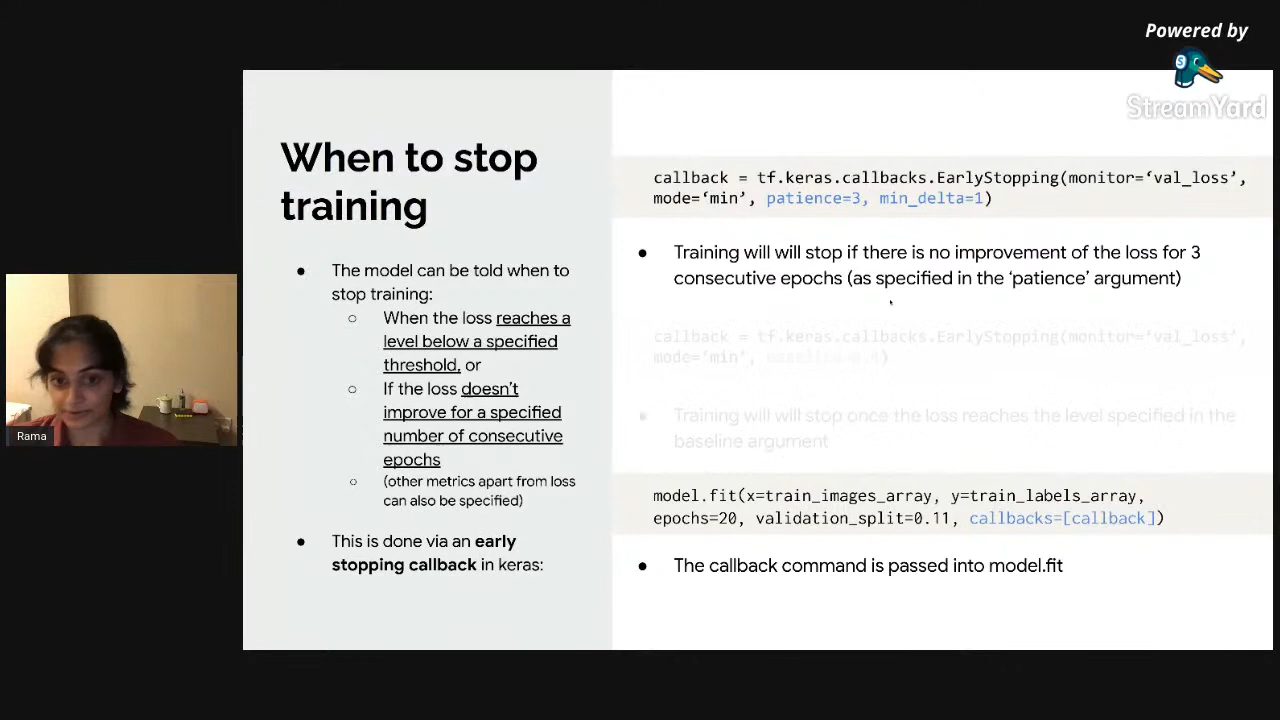 Powered by
StreamYard
When to stop
training
● The model can be told when to
stop training:
○ When the loss reaches a
level below a specified
threshold, or
○ If the loss doesn't
improve for a specified
number of consecutive
epochs
○ (other metrics apart from loss
can also be specified)
● This is done via an early
stopping callback in keras:
callback = tf.keras.callbacks.EarlyStopping(monitor=‘val_loss’,
mode=‘min’, patience=3, min_delta=1)
● Training will will stop if there is no improvement of the loss for 3
consecutive epochs (as specified in the ‘patience’ argument)
callback = tf.keras.callbacks.EarlyStopping(monitor=‘val_loss’,
mode=‘min’,
● Training will will stop once the loss reaches the level specified in the
baseline argument
model.fit(x=train_images_array, y=train_labels_array,
epochs=20, validation_split=0.11, callbacks=[callback])
● The callback command is passed into model.fit
Rama